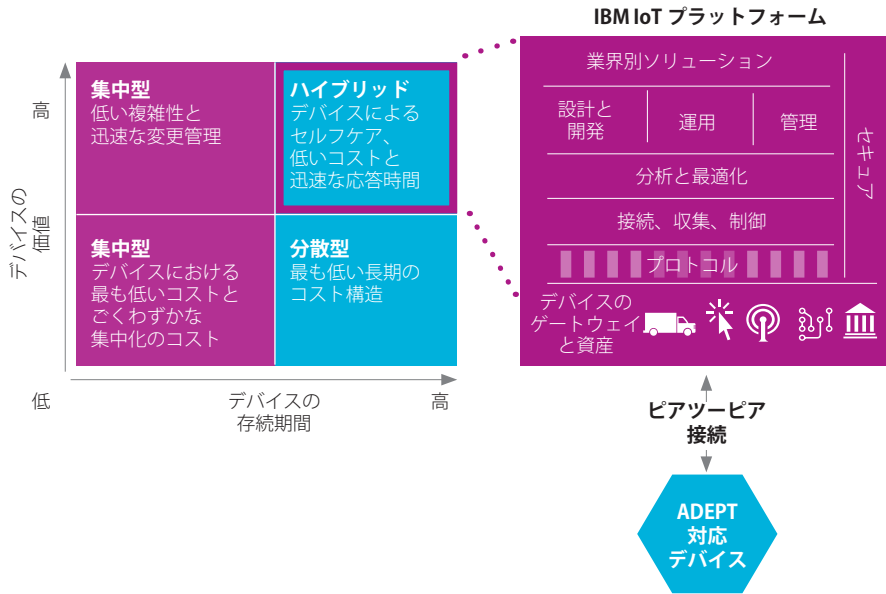 IBM IoT プラットフォーム
高
デバイスの
価値
集中型
低い複雑性と
迅速な変更管理
ハイブリッド
デバイスによる
セルフケア、
低いコストと
迅速な応答時間
集中型
デバイスにおける
最も低いコストと
ごくわずかな
集中化のコスト
分散型
最も低い長期の
コスト構造
低
デバイスの
存続期間
高
業界別ソリューション
設計と
開発
運用
管理
分析と最適化
接続、収集、制御
プロトコル
セキュア
デバイスの
ゲートウェイ
と資産
ピアツーピア
接続
ADEPT
対応
デバイス